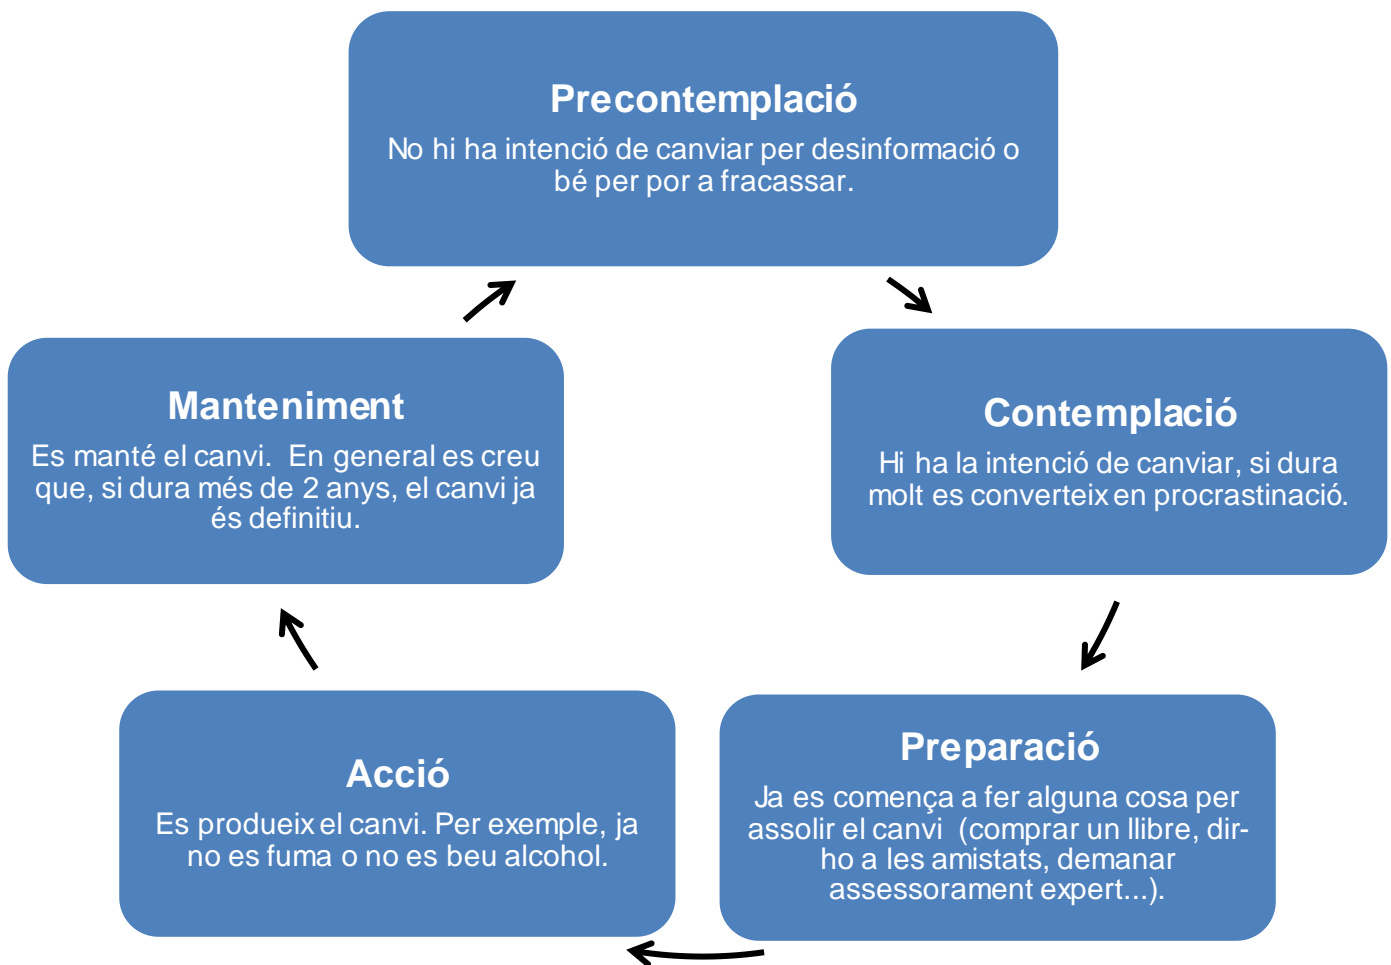 Precontemplació
No hi ha intenció de canviar per desinformació o
bé per por a fracassar.
Contemplació
Hi ha la intenció de canviar, si dura
molt es converteix en procrastinació.
Preparació
Ja es comença a fer alguna cosa per
assolir el canvi (comprar un llibre, dir-
ho a les amistats, demanar
assessorament expert...).
Acció
Es produeix el canvi. Per exemple, ja
no es fuma o no es beu alcohol.
Manteniment
Es manté el canvi. En general es creu
que, si dura més de 2 anys, el canvi ja
és definitiu.